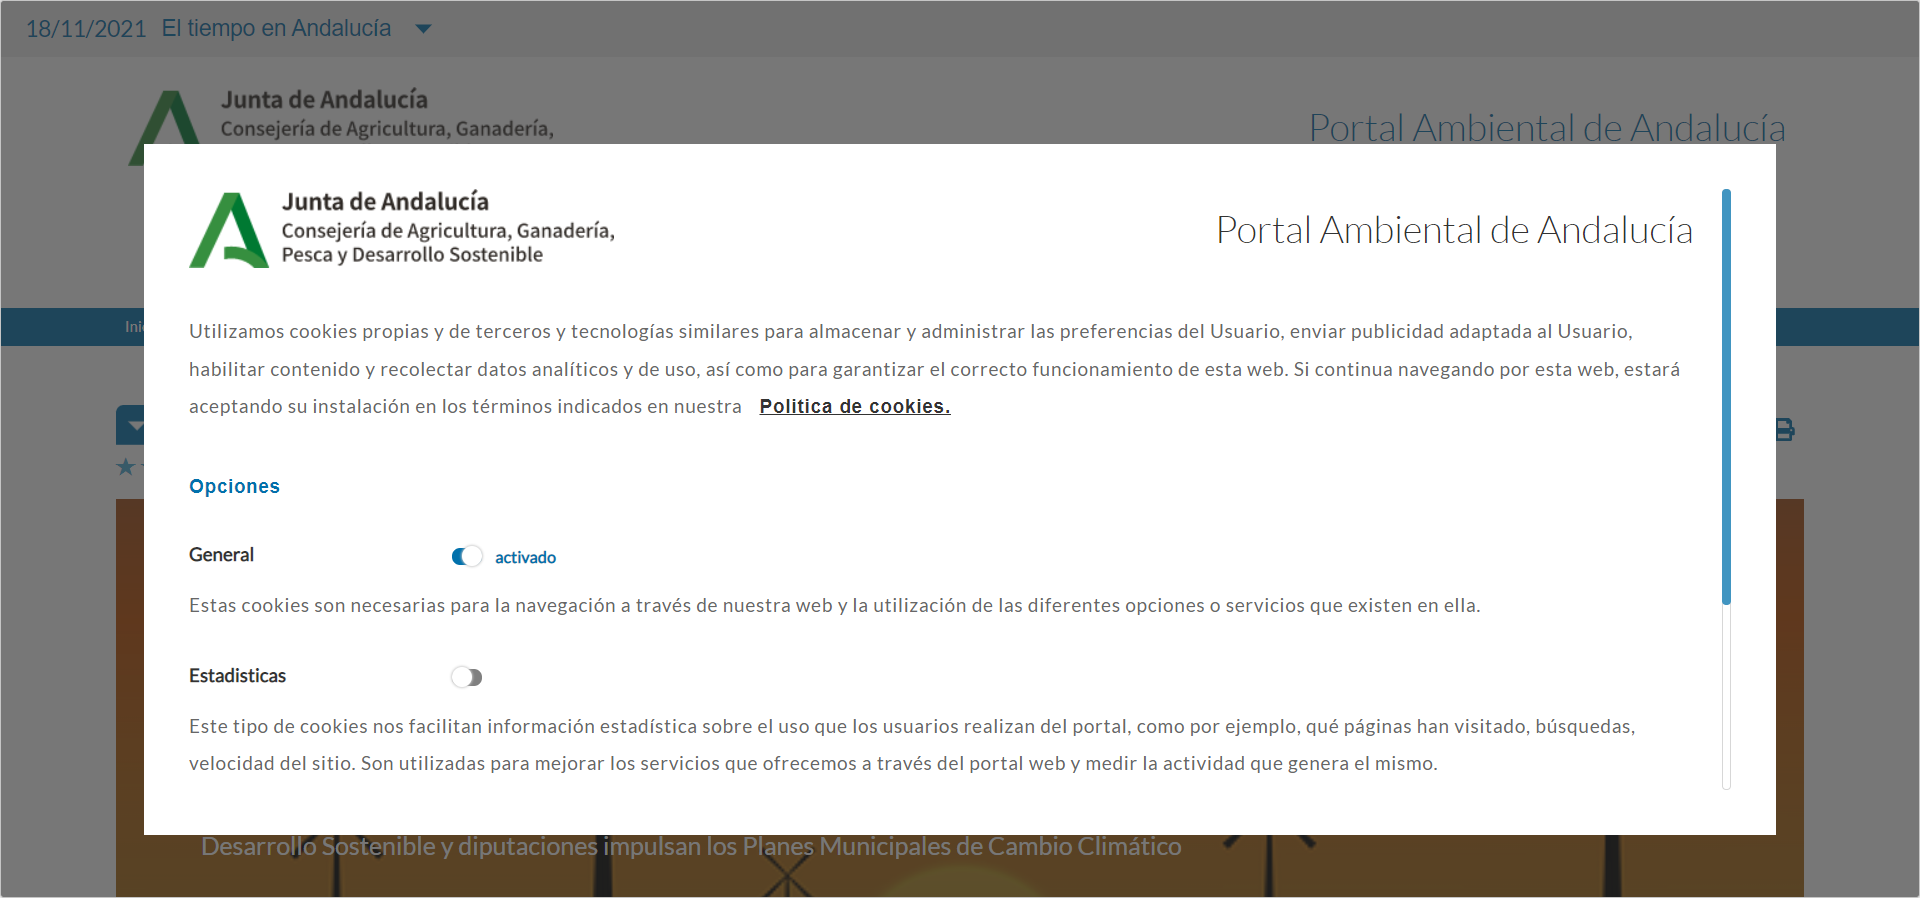 18/11/2021 El tiempo en Andalucía
Junta de Andalucía
Consejería de Agricultura, Ganadería,
Portal Ambiental de Andalucía
Junta de Andalucía
Consejería de Agricultura, Ganadería,
Pesca y Desarrollo Sostenible
Portal Ambiental de Andalucía
Utilizamos cookies propias y de terceros y tecnologías similares para almacenar y administrar las preferencias del Usuario, enviar publicidad adaptada al Usuario,
habilitar contenido y recolectar datos analíticos y de uso, así como para garantizar el correcto funcionamiento de esta web. Si continua navegando por esta web, estará
aceptando su instalación en los términos indicados en nuestra Politica de cookies.
Opciones
General activado
Estas cookies son necesarias para la navegación a través de nuestra web y la utilización de las diferentes opciones o servicios que existen en ella.
Estadisticas
Este tipo de cookies nos facilitan información estadística sobre el uso que los usuarios realizan del portal, como por ejemplo, qué páginas han visitado, búsquedas,
velocidad del sitio. Son utilizadas para mejorar los servicios que ofrecemos a través del portal web y medir la actividad que genera el mismo.
Desarrollo Sostenible y diputaciones impulsan los Planes Municipales de Cambio Climático